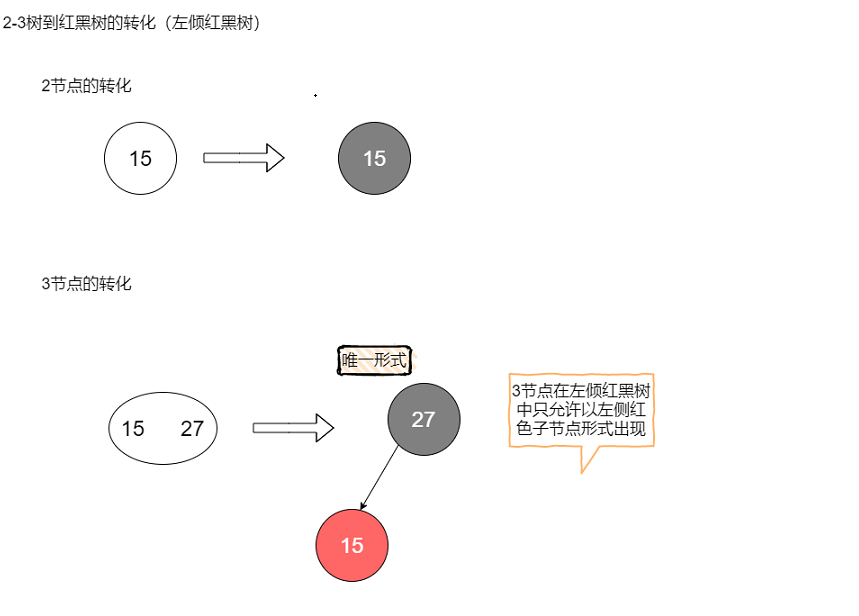 2-3树到红黑树的转化（左倾红黑树）
2节点的转化
15
15
3节点的转化
唯一形式
15 27
27
3节点在左倾红黑树
中只允许以左侧红
色子节点形式出现
15